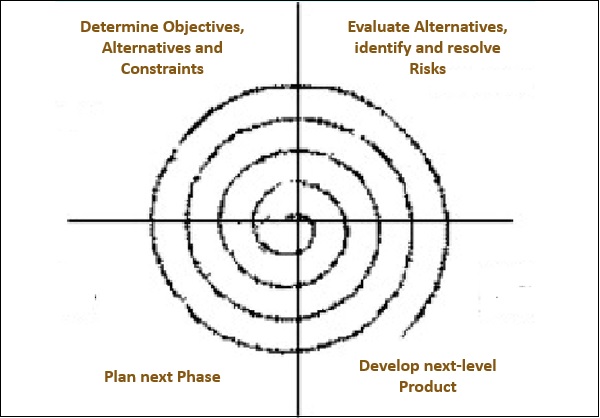 Determine Objectives,
Alternatives and
Constraints
Evaluate Alternatives,
identify and resolve
Risks
Plan next Phase
Develop next-level
Product